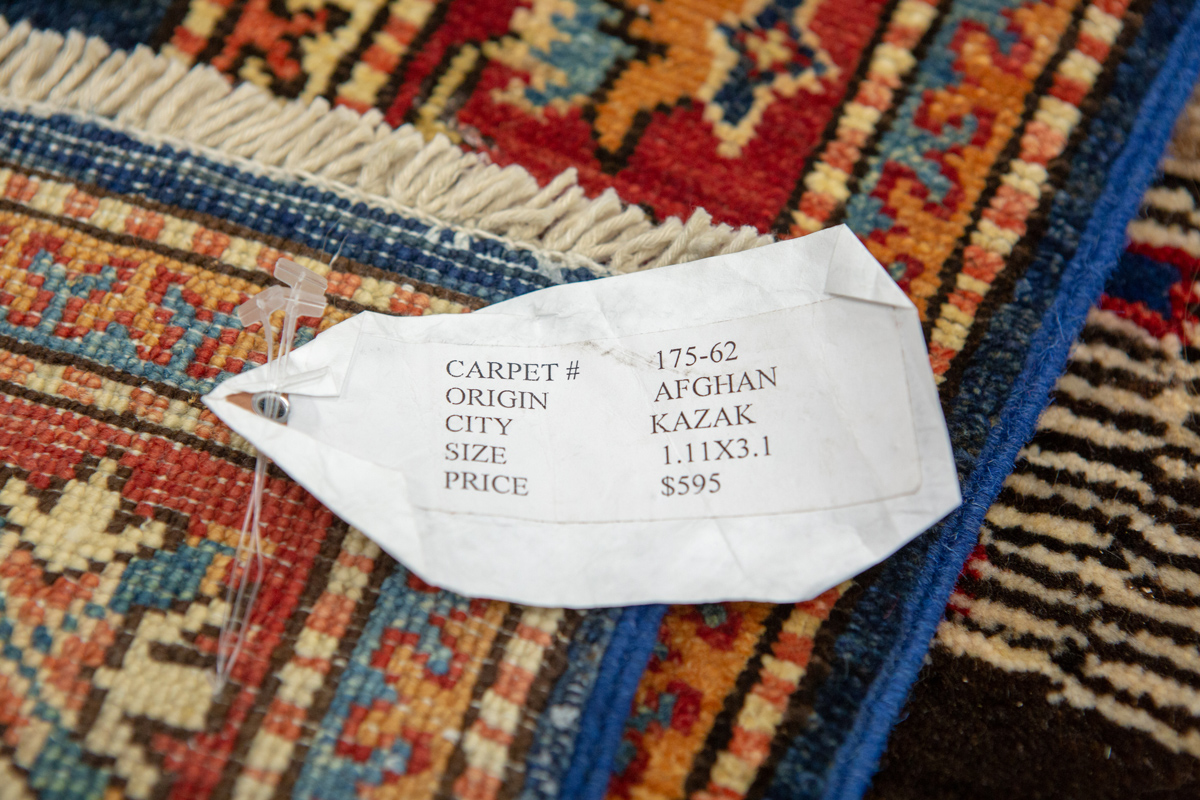 CARPET # 175-62
ORIGIN AFGHAN
CITY KAZAK
SIZE 1.11X3.1
PRICE $595